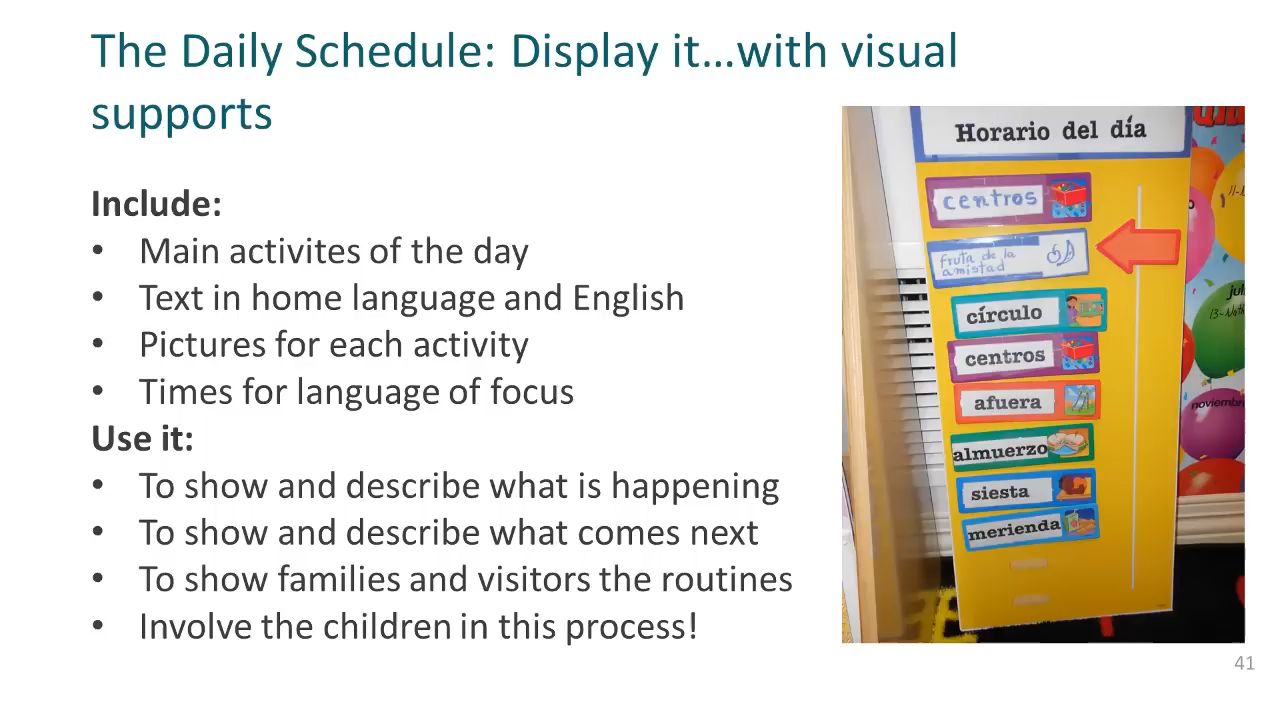 The Daily Schedule: Display it…with visual
supports
Include:
• Main activites of the day
• Text in home language and English
• Pictures for each activity
• Times for language of focus
Use it:
• To show and describe what is happening
• To show and describe what comes next
• To show families and visitors the routines
• Involve the children in this process!
Horario del día
centros
fruta de la
amistad
círculo
centros
afuera
almuerzo
siesta
merienda
noviembr
41